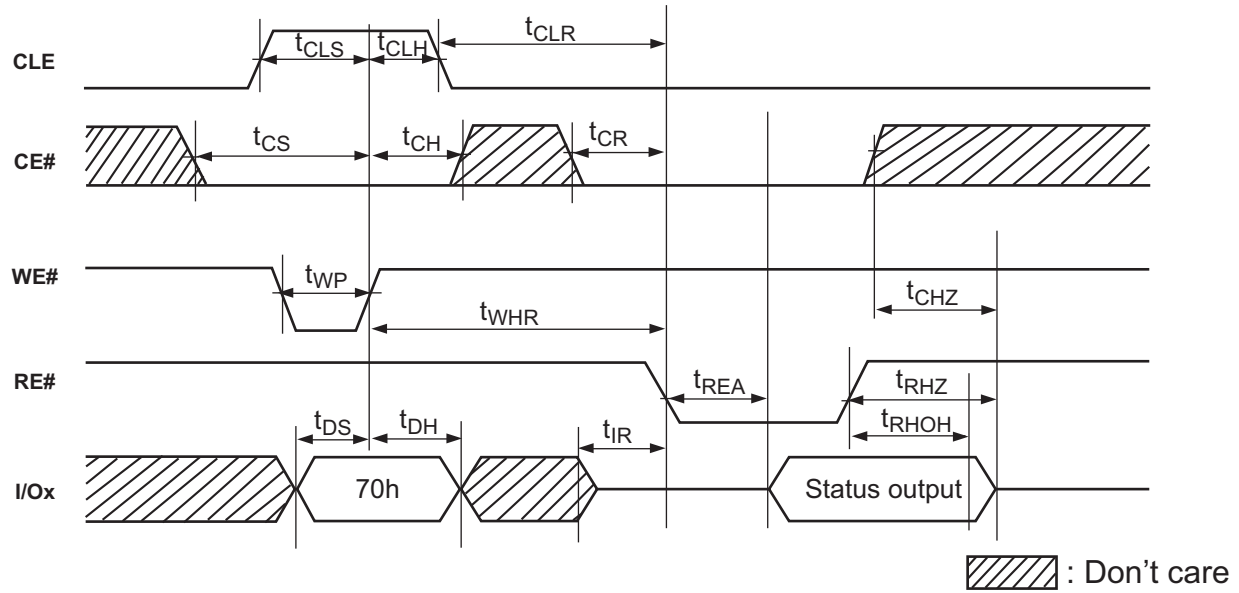 CLE
tCLS
tCLH
tCLR
CE#
tCS
tCH
tCR
WE#
tWP
tWHR
tCHZ
RE#
tREA
tRHZ
tRHOH
tDS
tDH
tIR
I/Ox
70h
Status output
: Don't care